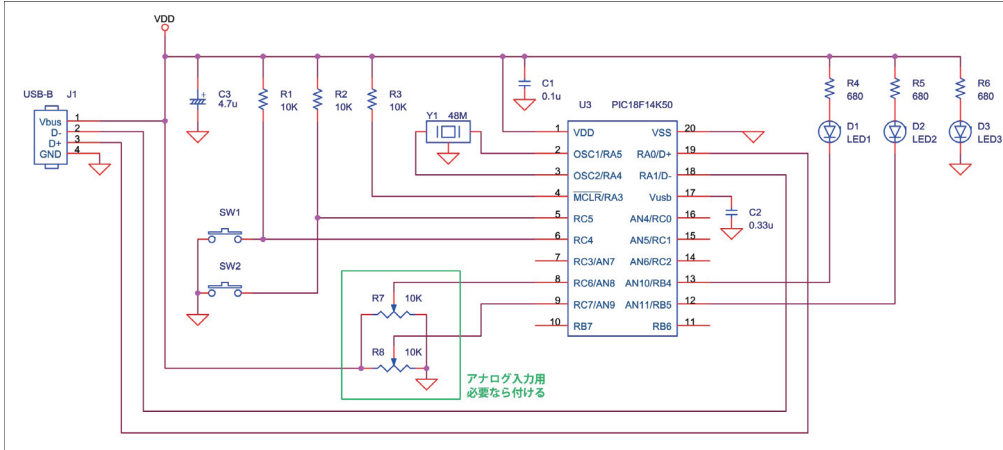 VDD
USB-B J1
Vbus 1
D- 2
D+ 3
GND 4
C3
4.7u
R1
10K
R2
10K
R3
10K
C1
0.1u
R4
680
R5
680
R6
680
D1
LED1
D2
LED2
D3
LED3
Y1 48M
U3 PIC18F14K50
1 VDD VSS 20
2 OSC1/RA5 RA0/D+ 19
3 OSC2/RA4 RA1/D- 18
4 MCLR/RA3 Vusb 17
5 RC5 AN4/RC0 16
6 RC4 AN5/RC1 15
7 RC3/AN7 AN6/RC2 14
8 RC6/AN8 AN10/RB4 13
9 RC7/AN9 AN11/RB5 12
10 RB7 RB6 11
C2
0.33u
SW1
SW2
R7 10K
R8 10K
アナログ入力用
必要なら付ける